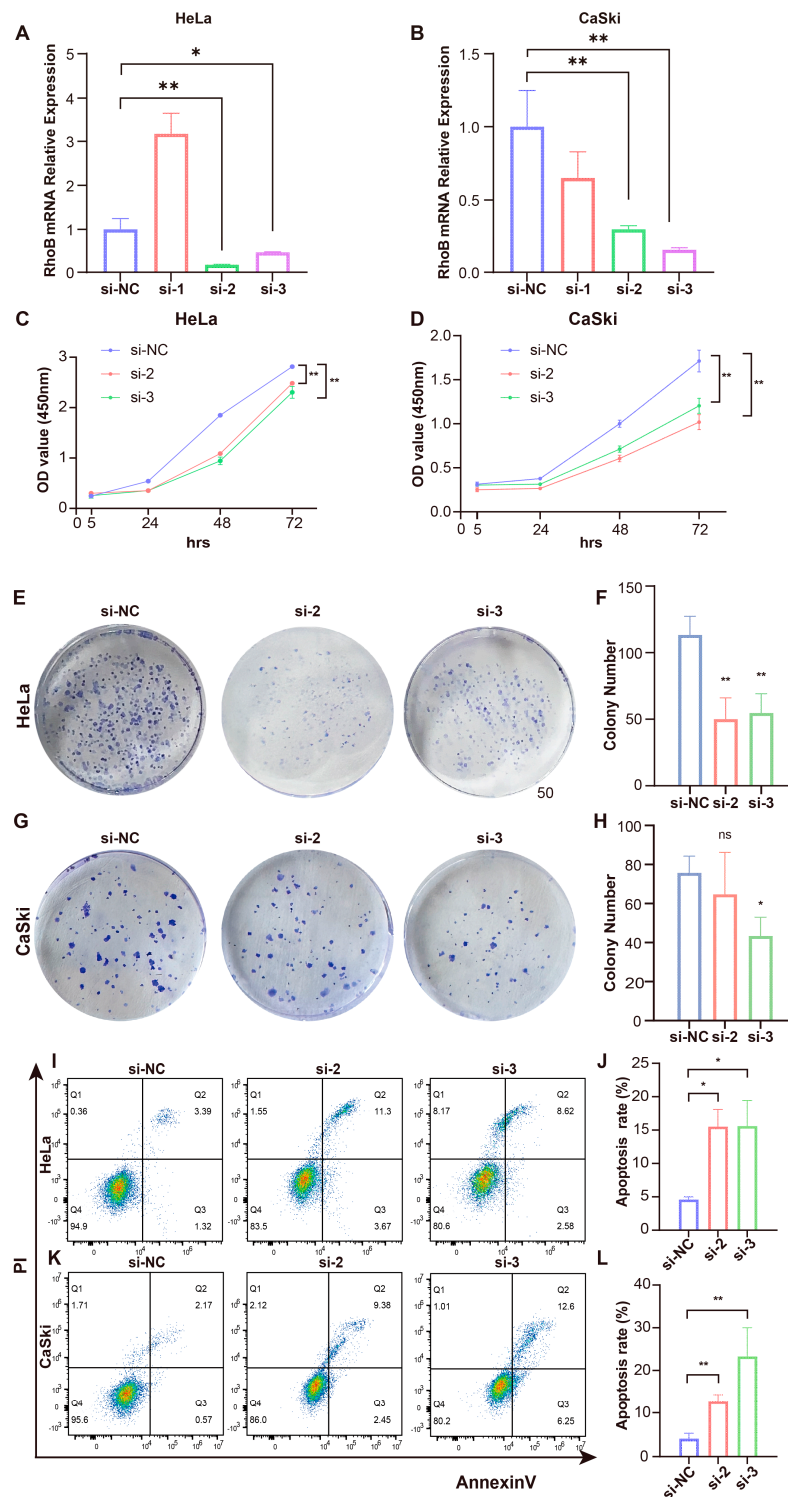 A
HeLa
RhoB mRNA Relative Expression
5
4
3
2
1
0
*
**
si-NC si-1 si-2 si-3
B
CaSki
RhoB mRNA Relative Expression
1.5
1.0
0.5
0.0
**
**
si-NC si-1 si-2 si-3
C
HeLa
OD value (450nm)
3
2
1
0
si-NC
si-2
si-3
** **
0 5 24 48 72
hrs
D
CaSki
OD value (450nm)
2.0
1.5
1.0
0.5
0.0
si-NC
si-2
si-3
** **
0 5 24 48 72
hrs
E
si-NC si-2 si-3
HeLa
50
F
Colony Number
150
100
50
0
** **
si-NC si-2 si-3
G
si-NC si-2 si-3
CaSki
H
Colony Number
100
80
60
40
20
0
ns
*
si-NC si-2 si-3
I
si-NC si-2 si-3
HeLa
Q1 Q2
0.36 3.39
Q4 Q3
94.9 1.32
Q1 Q2
1.55 11.3
Q4 Q3
83.5 3.67
Q1 Q2
8.17 8.62
Q4 Q3
80.6 2.58
J
Apoptosis rate (%)
25
20
15
10
5
0
*
*
si-NC si-2 si-3
PI
K
si-NC si-2 si-3
CaSki
Q1 Q2
1.71 2.17
Q4 Q3
95.6 0.57
Q1 Q2
2.12 9.38
Q4 Q3
86.0 2.45
Q1 Q2
1.01 12.6
Q4 Q3
80.2 6.25
AnnexinV
L
Apoptosis rate (%)
40
30
20
10
0
**
**
si-NC si-2 si-3